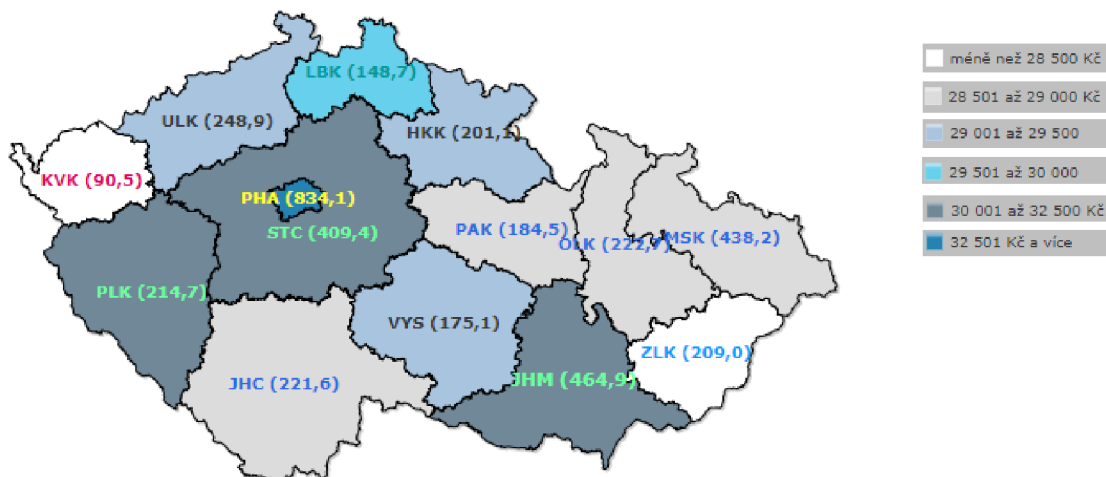 LBK (148,7)
ULK (248,9)
HKK (201,1)
KVK (90,5)
PHA (834,1)
STC (409,4)
PAK (184,5)
OLK (222,7)
MSK (438,2)
PLK (214,7)
VYS (175,1)
ZLK (209,0)
JHC (221,6)
JHM (464,9)
méně než 28 500 Kč
28 501 až 29 000 Kč
29 001 až 29 500
29 501 až 30 000
30 001 až 32 500 Kč
32 501 Kč a více